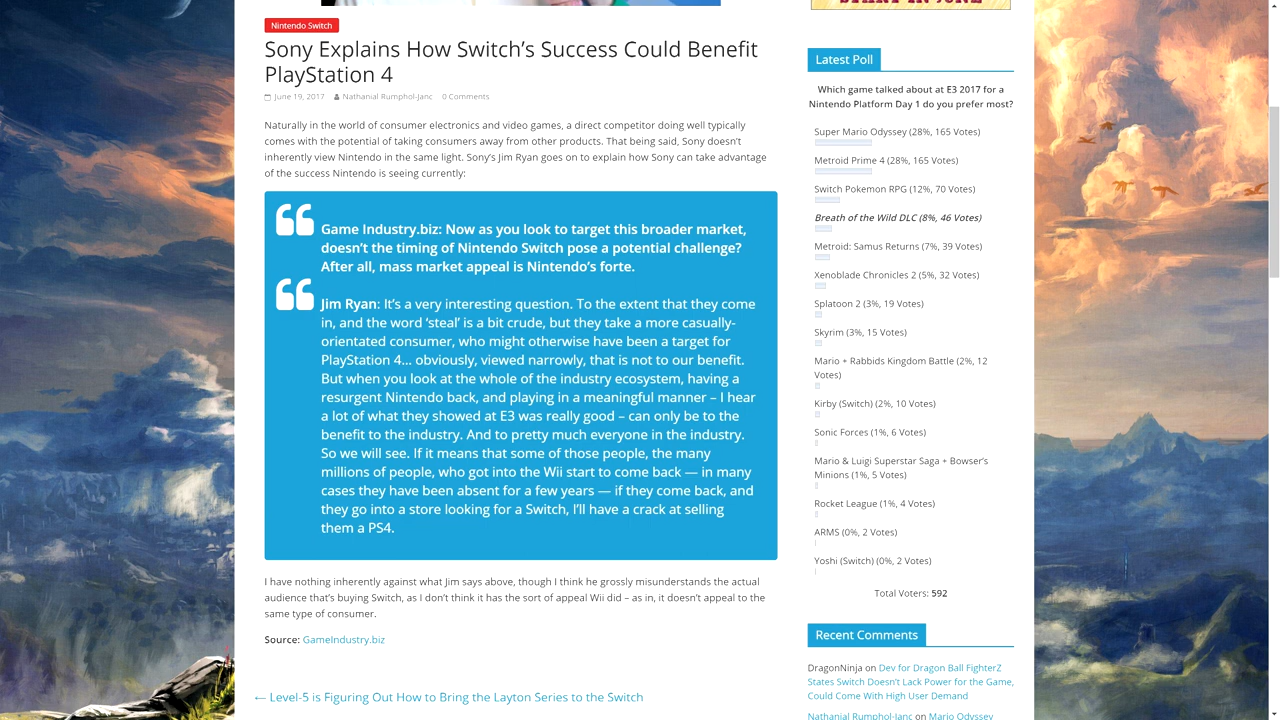 START IN JUNE
Nintendo Switch
Sony Explains How Switch’s Success Could Benefit
PlayStation 4
June 19, 2017 Nathanial Rumphol-Janc 0 Comments
Naturally in the world of consumer electronics and video games, a direct competitor doing well typically
comes with the potential of taking consumers away from other products. That being said, Sony doesn’t
inherently view Nintendo in the same light. Sony’s Jim Ryan goes on to explain how Sony can take advantage
of the success Nintendo is seeing currently:
Game Industry.biz: Now as you look to target this broader market,
doesn’t the timing of Nintendo Switch pose a potential challenge?
After all, mass market appeal is Nintendo’s forte.
Jim Ryan: It’s a very interesting question. To the extent that they come
in, and the word ‘steal’ is a bit crude, but they take a more casually-
orientated consumer, who might otherwise have been a target for
PlayStation 4… obviously, viewed narrowly, that is not to our benefit.
But when you look at the whole of the industry ecosystem, having a
resurgent Nintendo back, and playing in a meaningful manner – I hear
a lot of what they showed at E3 was really good – can only be to the
benefit to the industry. And to pretty much everyone in the industry.
So we will see. If it means that some of those people, the many
millions of people, who got into the Wii start to come back — in many
cases they have been absent for a few years — if they come back, and
they go into a store looking for a Switch, I’ll have a crack at selling
them a PS4.
I have nothing inherently against what Jim says above, though I think he grossly misunderstands the actual
audience that’s buying Switch, as I don’t think it has the sort of appeal Wii did – as in, it doesn’t appeal to the
same type of consumer.
Source: GameIndustry.biz
← Level-5 is Figuring Out How to Bring the Layton Series to the Switch
Latest Poll
Which game talked about at E3 2017 for a
Nintendo Platform Day 1 do you prefer most?
Super Mario Odyssey (28%, 165 Votes)
Metroid Prime 4 (28%, 165 Votes)
Switch Pokemon RPG (12%, 70 Votes)
Breath of the Wild DLC (8%, 46 Votes)
Metroid: Samus Returns (7%, 39 Votes)
Xenoblade Chronicles 2 (5%, 32 Votes)
Splatoon 2 (3%, 19 Votes)
Skyrim (3%, 15 Votes)
Mario + Rabbids Kingdom Battle (2%, 12
Votes)
Kirby (Switch) (2%, 10 Votes)
Sonic Forces (1%, 6 Votes)
Mario & Luigi Superstar Saga + Bowser’s
Minions (1%, 5 Votes)
Rocket League (1%, 4 Votes)
ARMS (0%, 2 Votes)
Yoshi (Switch) (0%, 2 Votes)
Total Voters: 592
Recent Comments
DragonNinja on Dev for Dragon Ball FighterZ
States Switch Doesn’t Lack Power for the Game,
Could Come With High User Demand
Nathanial Rumphol-Janc on Mario Odyssey